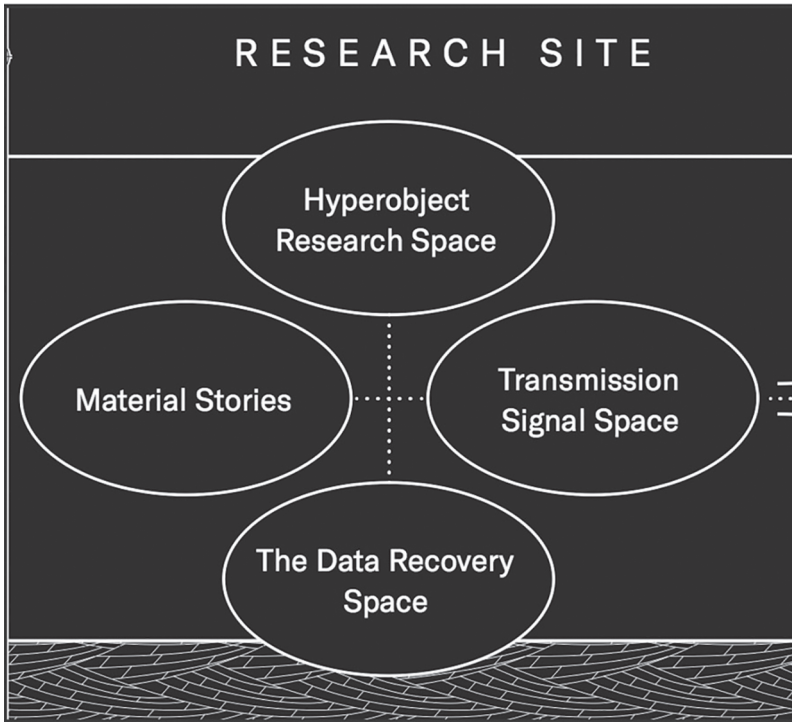 RESEARCH SITE
Hyperobject
Research Space
Material Stories
Transmission
Signal Space
The Data Recovery
Space